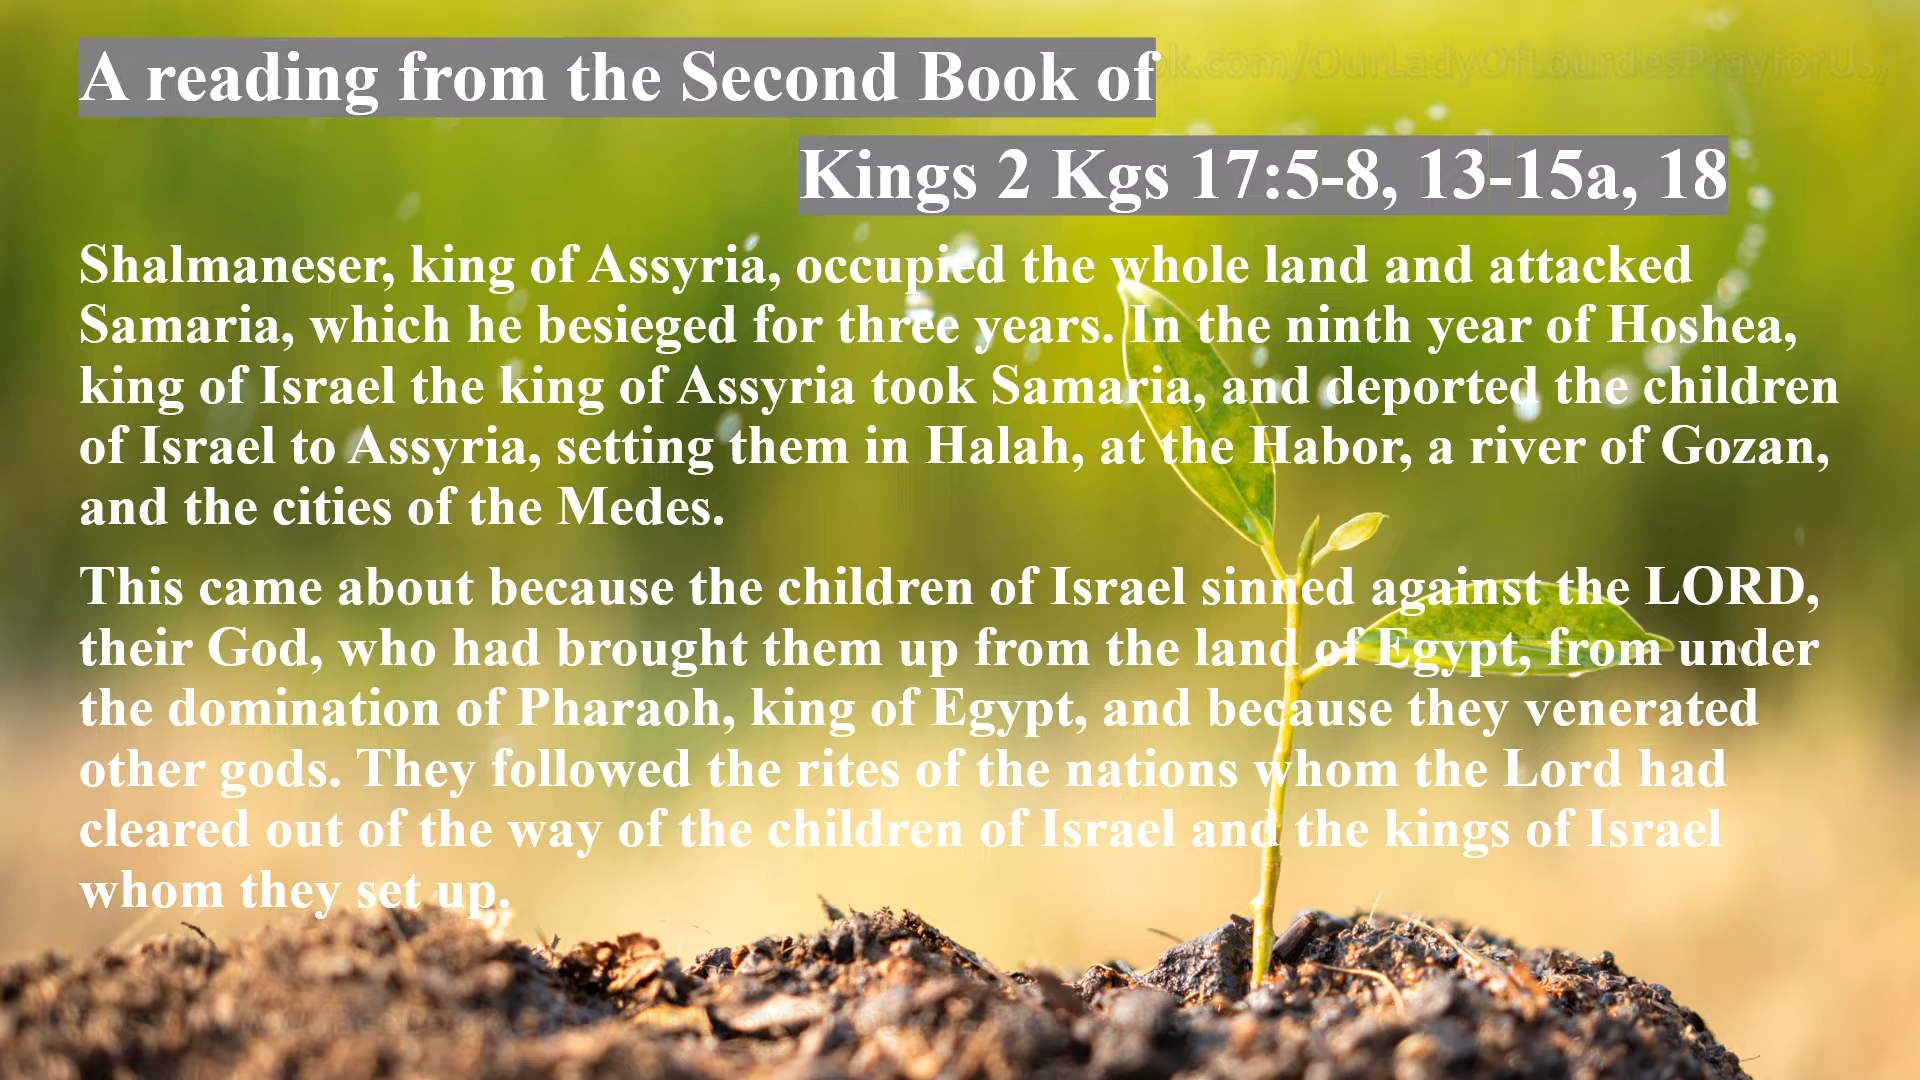 A reading from the Second Book of
k.com/OurLadyOfLourdesPrayforUs/
Kings 2 Kgs 17:5-8, 13-15a, 18
Shalmaneser, king of Assyria, occupied the whole land and attacked
Samaria, which he besieged for three years. In the ninth year of Hoshea,
king of Israel the king of Assyria took Samaria, and deported the children
of Israel to Assyria, setting them in Halah, at the Habor, a river of Gozan,
and the cities of the Medes.
This came about because the children of Israel sinned against the LORD,
their God, who had brought them up from the land of Egypt, from under
the domination of Pharaoh, king of Egypt, and because they venerated
other gods. They followed the rites of the nations whom the Lord had
cleared out of the way of the children of Israel and the kings of Israel
whom they set up.